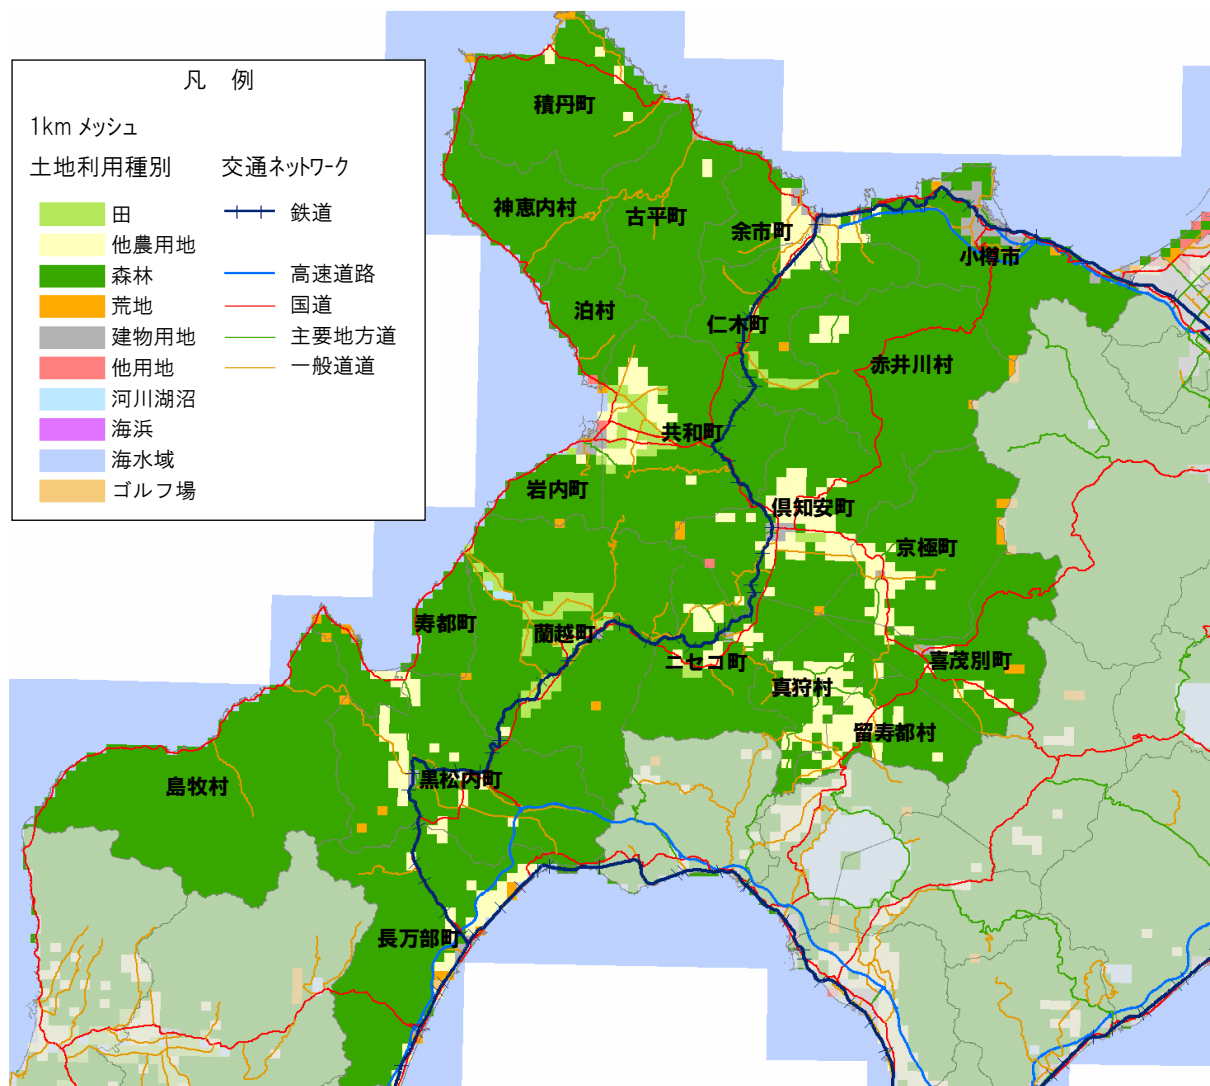 凡 例
1km メッシュ
土地利用種別 交通ネットワーク
田 鉄道
他農用地
森林 高速道路
荒地 国道
建物用地 主要地方道
他用地 一般道道
河川湖沼
海浜
海水域
ゴルフ場
積丹町
神恵内村
古平町
余市町
小樽市
泊村
仁木町
赤井川村
共和町
岩内町
倶知安町
京極町
寿都町
蘭越町
ニセコ町
喜茂別町
真狩村
留寿都村
島牧村
黒松内町
長万部町